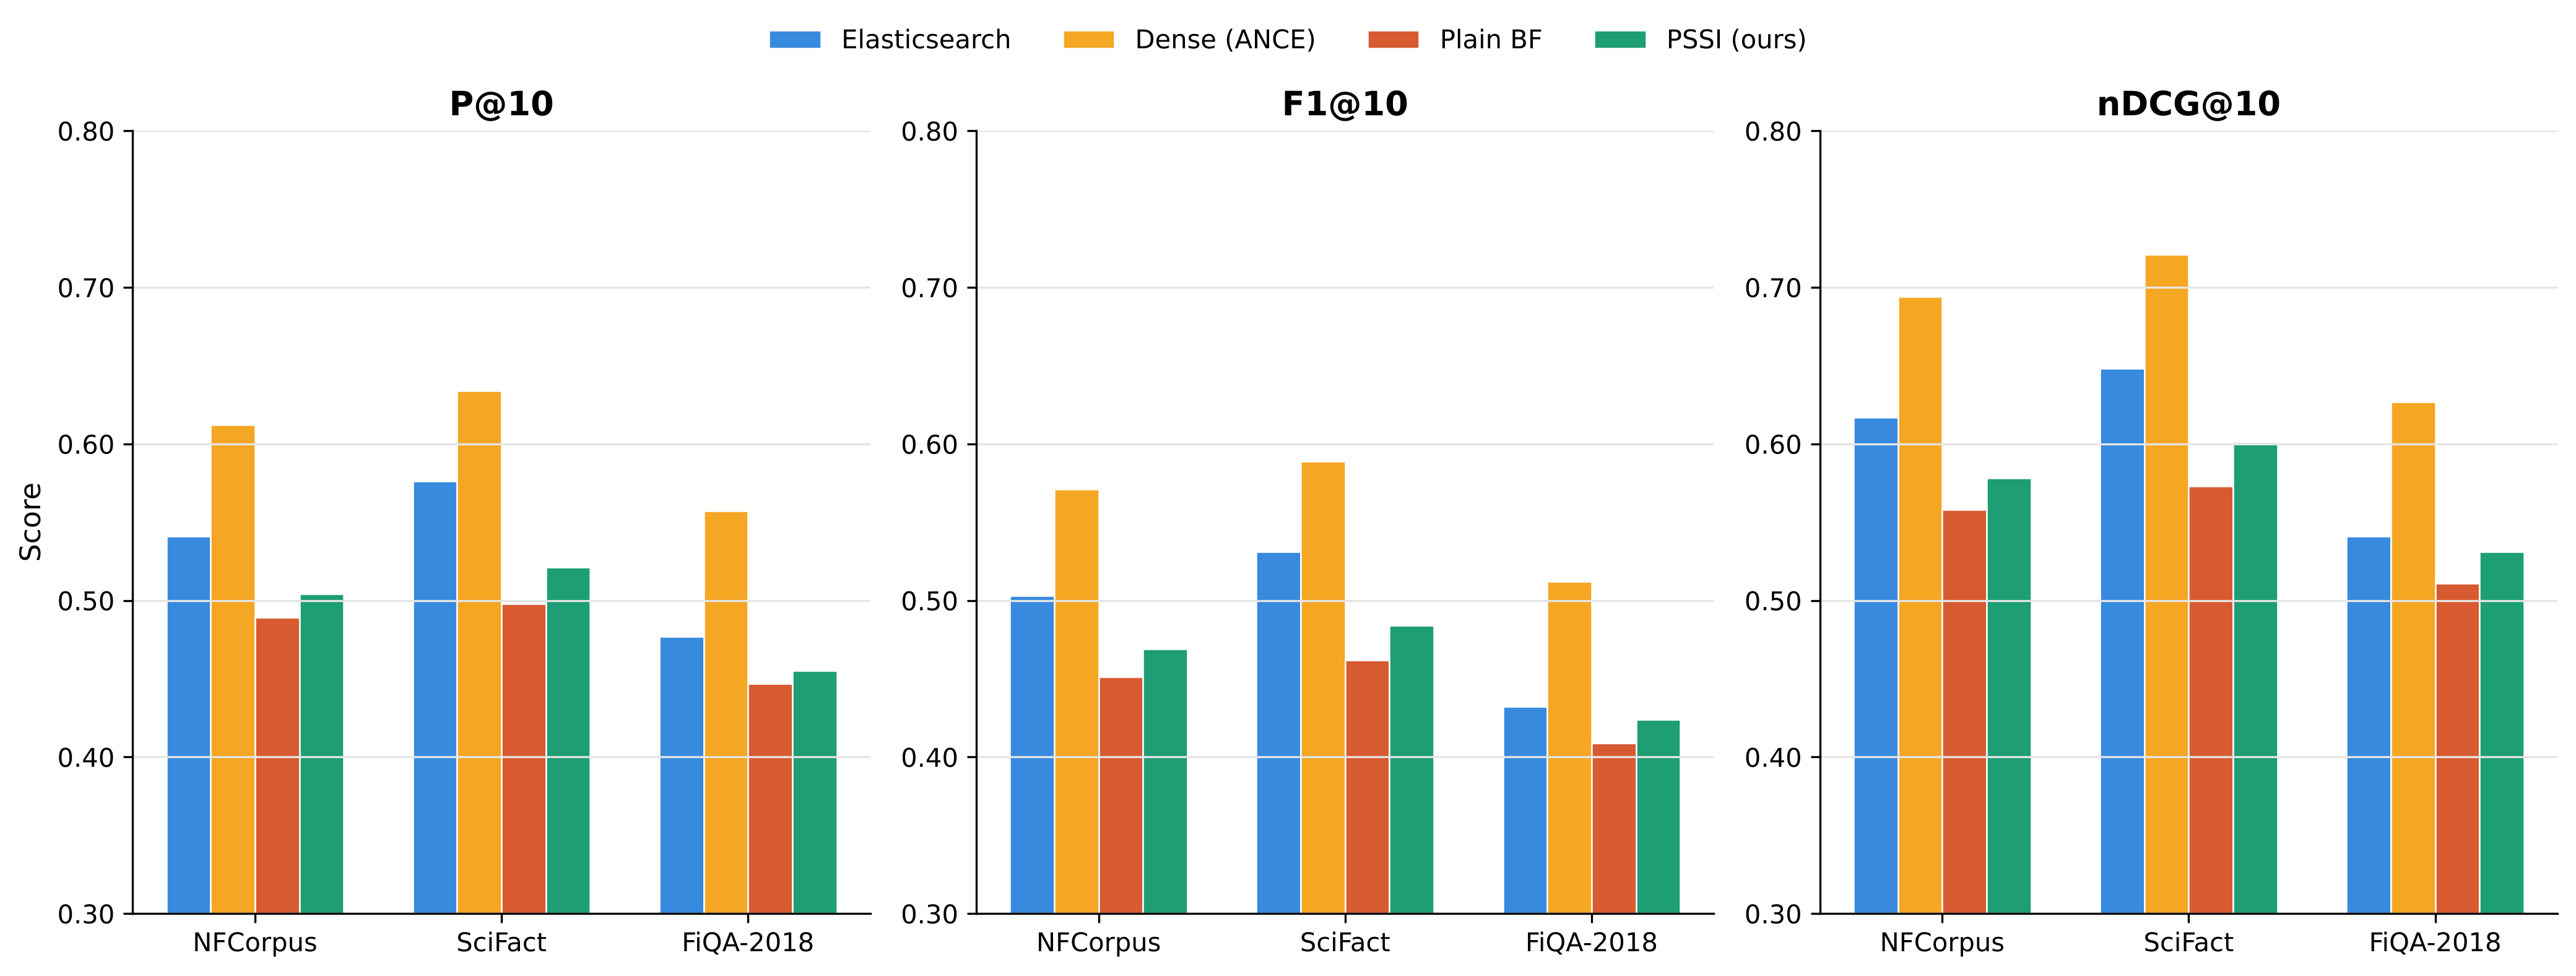 Elasticsearch Dense (ANCE) Plain BF PSSI (ours)
P@10 F1@10 nDCG@10
0.80 0.80 0.80
0.70 0.70 0.70
0.60 0.60 0.60
Score
0.50 0.50 0.50
0.40 0.40 0.40
0.30 0.30 0.30
NFCorpus SciFact FiQA-2018 NFCorpus SciFact FiQA-2018 NFCorpus SciFact FiQA-2018